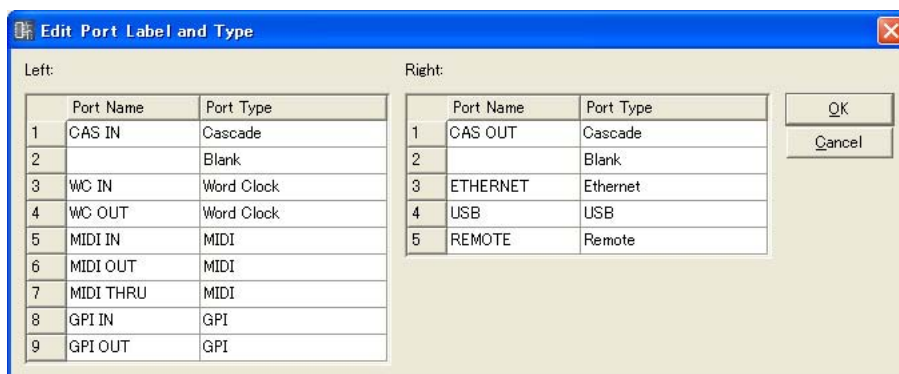 Edit Port Label and Type
Left:
Port Name Port Type
1 CAS IN Cascade
2 Blank
3 WC IN Word Clock
4 WC OUT Word Clock
5 MIDI IN MIDI
6 MIDI OUT MIDI
7 MIDI THRU MIDI
8 GPI IN GPI
9 GPI OUT GPI
Right:
Port Name Port Type
1 CAS OUT Cascade
2 Blank
3 ETHERNET Ethernet
4 USB USB
5 REMOTE Remote
OK
Cancel